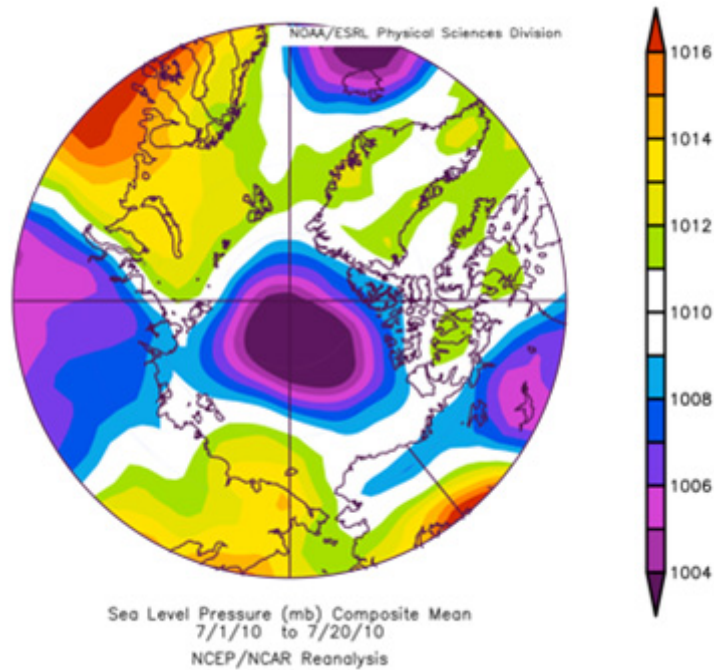 NOAA/ESRL Physical Sciences Division
1016
1014
1012
1010
1008
1006
1004
Sea Level Pressure (mb) Composite Mean
7/1/10 to 7/20/10
NCEP/NCAR Reanalysis